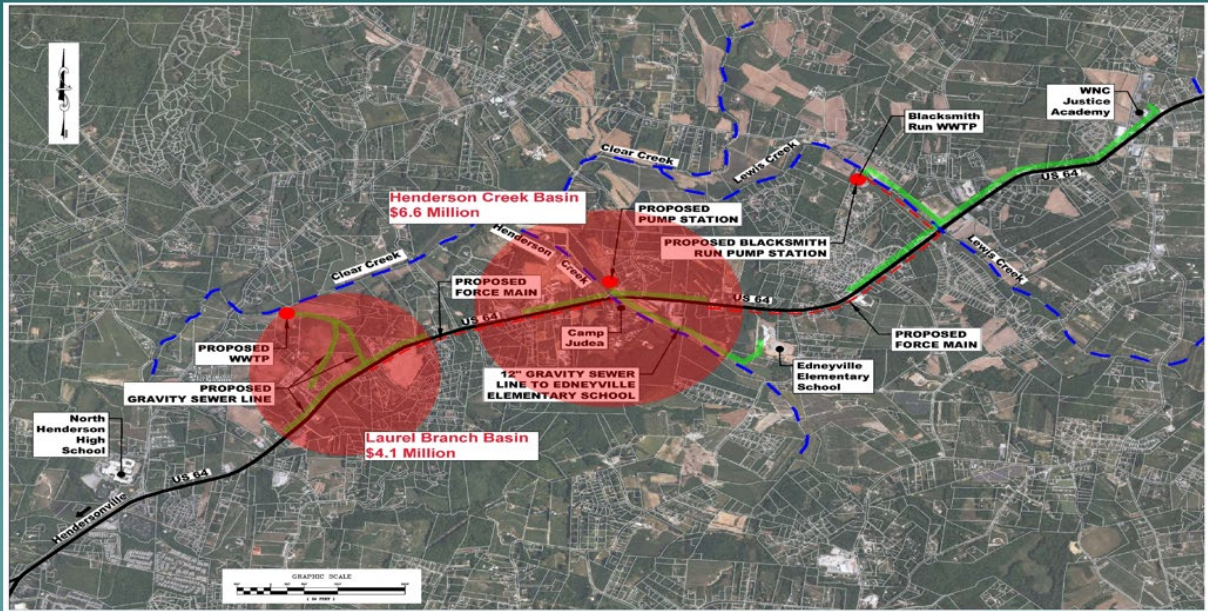 WNC
Justice
Academy
Blacksmith
Run WWTP
Clear Creek
Lewis Creek
US 64
Henderson Creek Basin
$6.6 Million
PROPOSED
PUMP STATION
PROPOSED BLACKSMITH
RUN PUMP STATION
Henderson Creek
Lewis Creek
Clear Creek
PROPOSED
FORCE MAIN
US 64
US 64
PROPOSED
WWTP
Camp
Judea
PROPOSED
FORCE MAIN
PROPOSED
GRAVITY SEWER LINE
12" GRAVITY SEWER
LINE TO EDNEYVILLE
ELEMENTARY SCHOOL
Edneyville
Elementary
School
North
Henderson
High
School
Laurel Branch Basin
$4.1 Million
US 64
Hendersonville
GRAPHIC SCALE